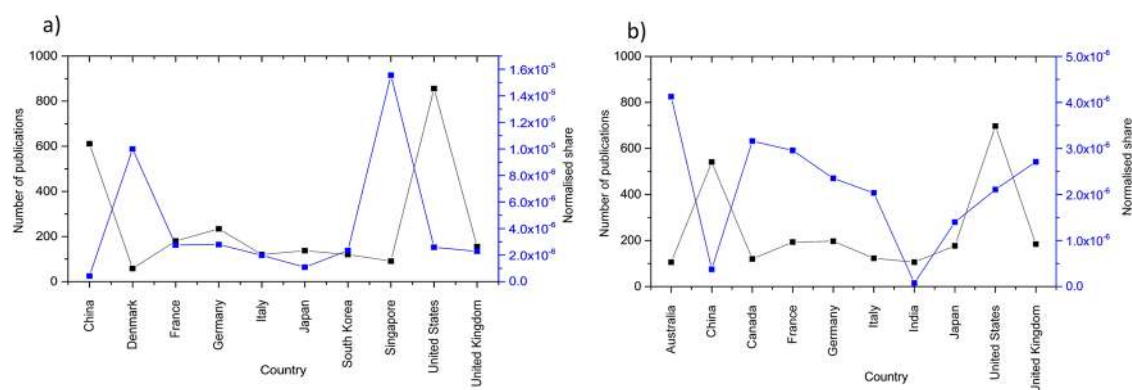 a)
Number of publications
1000
800
600
400
200
0
1.6x10⁻⁵
1.4x10⁻⁵
1.2x10⁻⁵
1.0x10⁻⁵
8.0x10⁻⁶
6.0x10⁻⁶
4.0x10⁻⁶
2.0x10⁻⁶
0.0
Normalised share
China
Denmark
France
Germany
Italy
Japan
South Korea
Singapore
United States
United Kingdom
Country
b)
Number of publications
1000
800
600
400
200
0
5.0x10⁻⁶
4.0x10⁻⁶
3.0x10⁻⁶
2.0x10⁻⁶
1.0x10⁻⁶
0.0
Normalised share
Australia
China
Canada
France
Germany
Italy
India
Japan
United States
United Kingdom
Country